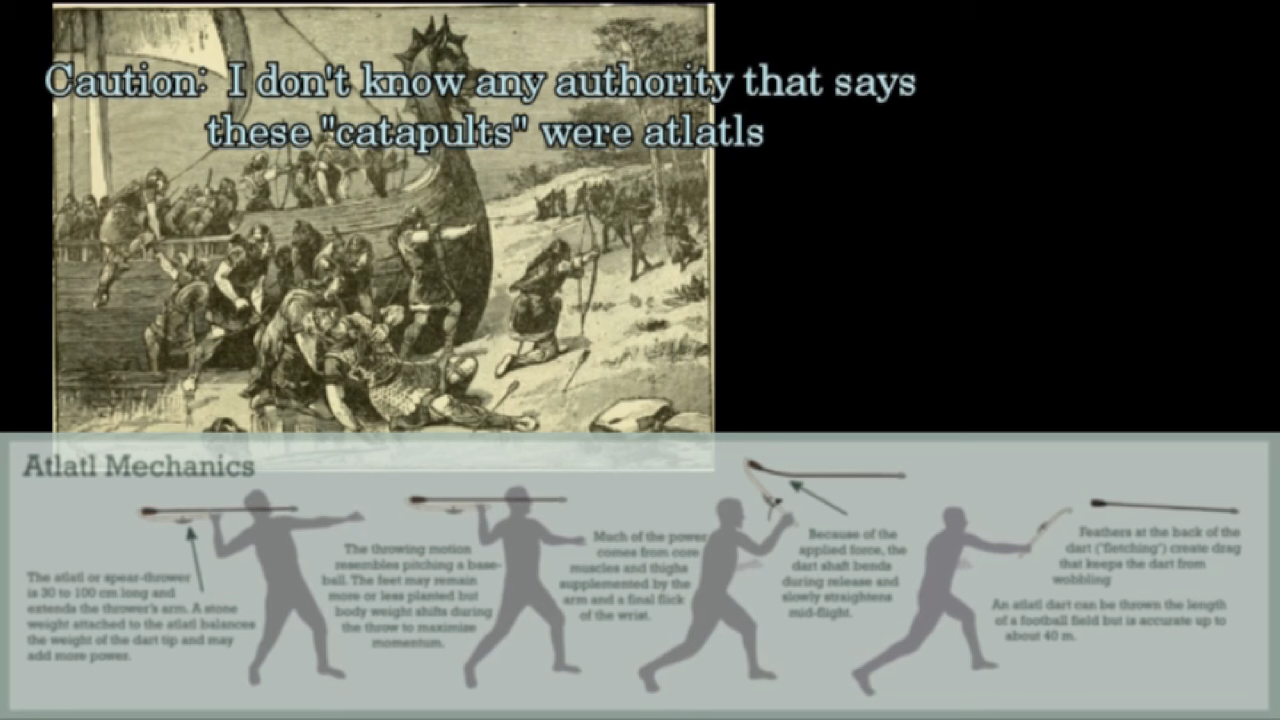 Caution: I don't know any authority that says
these "catapults" were atlatls
Atlatl Mechanics
The atlatl or spear-thrower
is 30 to 100 cm long and
extends the thrower's arm. A stone
weight attached to the atlatl balances
the weight of the dart tip and may
add more power.
The throwing motion
resembles pitching a base-
ball. The feet may remain
more or less planted but
body weight shifts during
the throw to maximize
momentum.
Much of the power
comes from core
muscles and thighs
supplemented by the
arm and a final flick
of the wrist.
Because of the
applied force, the
dart shaft bends
during release and
slowly straightens
mid-flight.
Feathers at the back of the
dart ("fletching") create drag
that keeps the dart from
wobbling
An atlatl dart can be thrown the length
of a football field but is accurate up to
about 40 m.